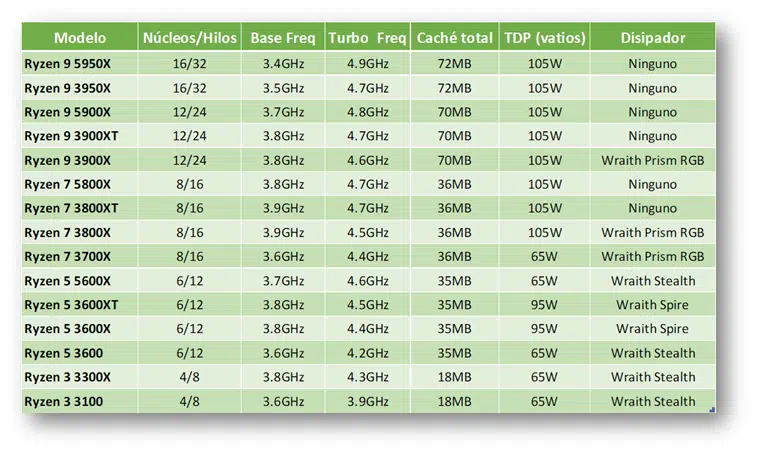 Modelo Núcleos/Hilos Base Freq Turbo Freq Caché total TDP (vatios) Disipador
Ryzen 9 5950X 16/32 3.4GHz 4.9GHz 72MB 105W Ninguno
Ryzen 9 3950X 16/32 3.5GHz 4.7GHz 72MB 105W Ninguno
Ryzen 9 5900X 12/24 3.7GHz 4.8GHz 70MB 105W Ninguno
Ryzen 9 3900XT 12/24 3.8GHz 4.7GHz 70MB 105W Ninguno
Ryzen 9 3900X 12/24 3.8GHz 4.6GHz 70MB 105W Wraith Prism RGB
Ryzen 7 5800X 8/16 3.8GHz 4.7GHz 36MB 105W Ninguno
Ryzen 7 3800XT 8/16 3.9GHz 4.7GHz 36MB 105W Ninguno
Ryzen 7 3800X 8/16 3.9GHz 4.5GHz 36MB 105W Wraith Prism RGB
Ryzen 7 3700X 8/16 3.6GHz 4.4GHz 36MB 65W Wraith Prism RGB
Ryzen 5 5600X 6/12 3.7GHz 4.6GHz 35MB 65W Wraith Stealth
Ryzen 5 3600XT 6/12 3.8GHz 4.5GHz 35MB 95W Wraith Spire
Ryzen 5 3600X 6/12 3.8GHz 4.4GHz 35MB 95W Wraith Spire
Ryzen 5 3600 6/12 3.6GHz 4.2GHz 35MB 65W Wraith Stealth
Ryzen 3 3300X 4/8 3.8GHz 4.3GHz 18MB 65W Wraith Stealth
Ryzen 3 3100 4/8 3.6GHz 3.9GHz 18MB 65W Wraith Stealth